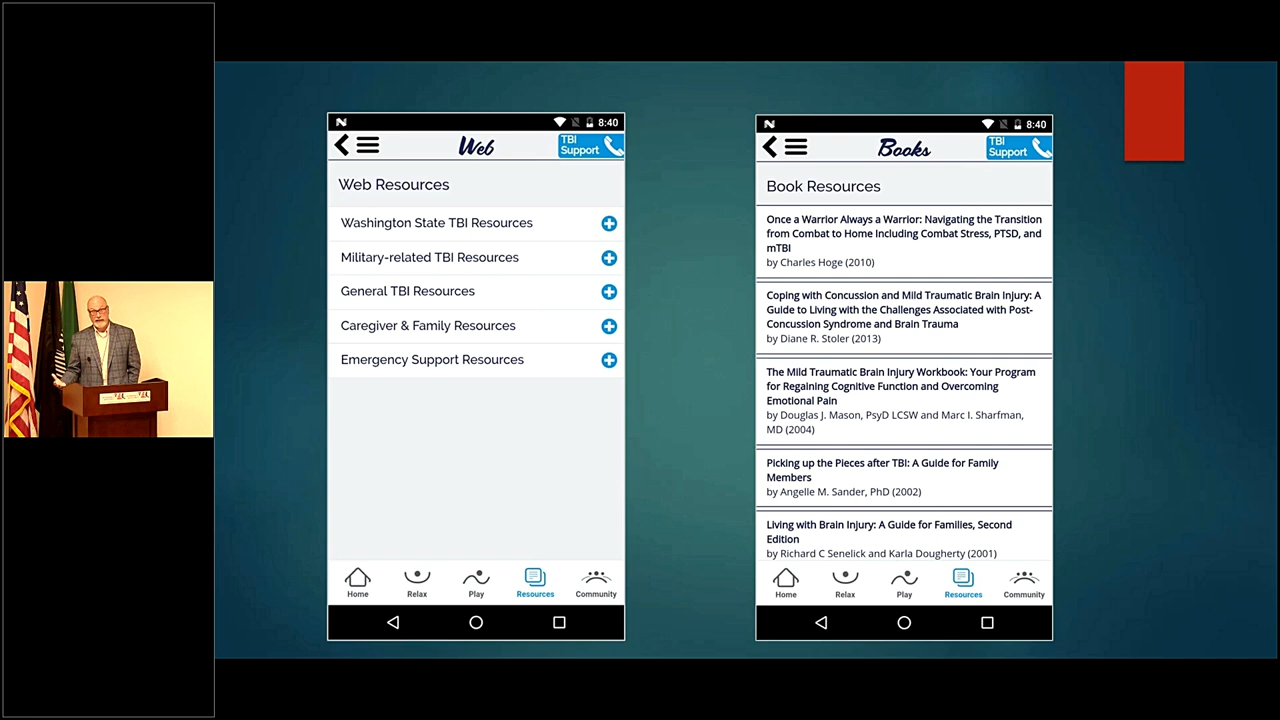 8:40
Web
TBI
Support
Web Resources
Washington State TBI Resources
Military-related TBI Resources
General TBI Resources
Caregiver & Family Resources
Emergency Support Resources
Home
Relax
Play
Resources
Community
8:40
Books
TBI
Support
Book Resources
Once a Warrior Always a Warrior: Navigating the Transition
from Combat to Home Including Combat Stress, PTSD, and
mTBI
by Charles Hoge (2010)
Coping with Concussion and Mild Traumatic Brain Injury: A
Guide to Living with the Challenges Associated with Post-
Concussion Syndrome and Brain Trauma
by Diane R. Stoler (2013)
The Mild Traumatic Brain Injury Workbook: Your Program
for Regaining Cognitive Function and Overcoming
Emotional Pain
by Douglas J. Mason, PsyD LCSW and Marc I. Sharfman,
MD (2004)
Picking up the Pieces after TBI: A Guide for Family
Members
by Angelle M. Sander, PhD (2002)
Living with Brain Injury: A Guide for Families, Second
Edition
by Richard C Senelick and Karla Dougherty (2001)
Home
Relax
Play
Resources
Community